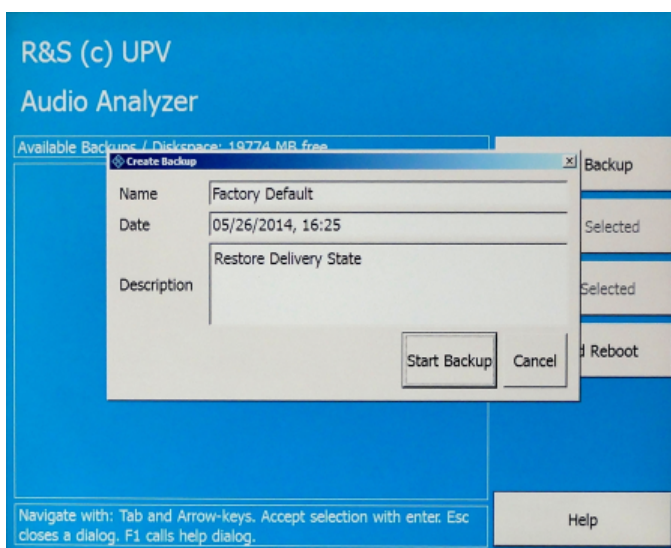 R&S (c) UPV
Audio Analyzer
Available Backups / Diskspace: 19774 MB free
Create Backup
Name
Factory Default
Date
05/26/2014, 16:25
Description
Restore Delivery State
Start Backup
Cancel
Backup
Selected
Selected
Reboot
Help
Navigate with: Tab and Arrow-keys. Accept selection with enter. Esc
closes a dialog. F1 calls help dialog.